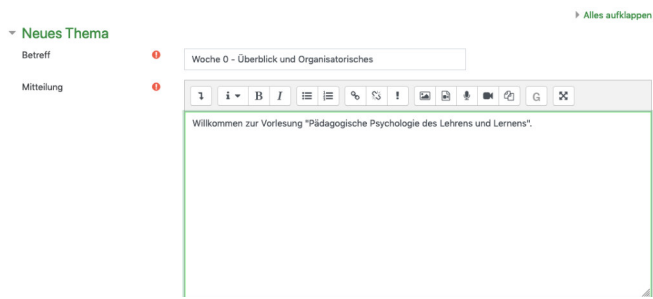 Alles aufklappen
Neues Thema
Betreff
Woche 0 - Überblick und Organisatorisches
Mitteilung
i B I G
Willkommen zur Vorlesung "Pädagogische Psychologie des Lehrens und Lernens".